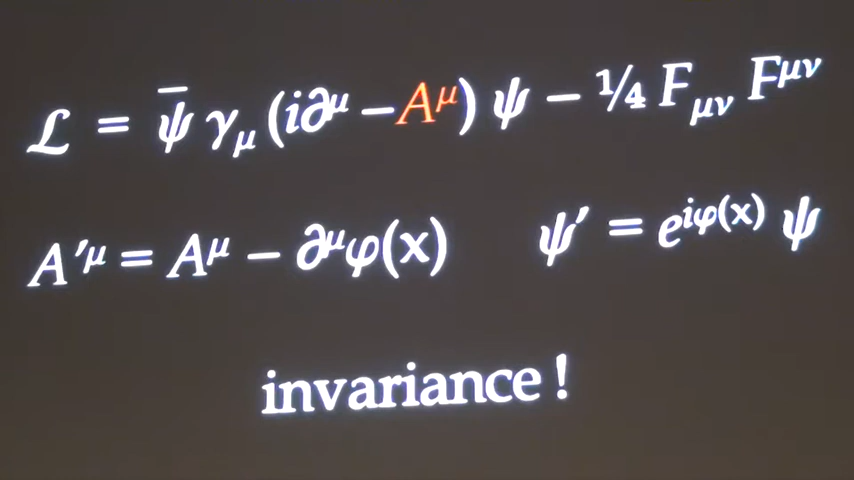 ℒ = ψ̅ γ_μ (i∂^μ – A^μ) ψ – ¼ F_μν F^μν
A'^μ = A^μ – ∂^μφ(x) ψ' = e^iφ(x) ψ
invariance !